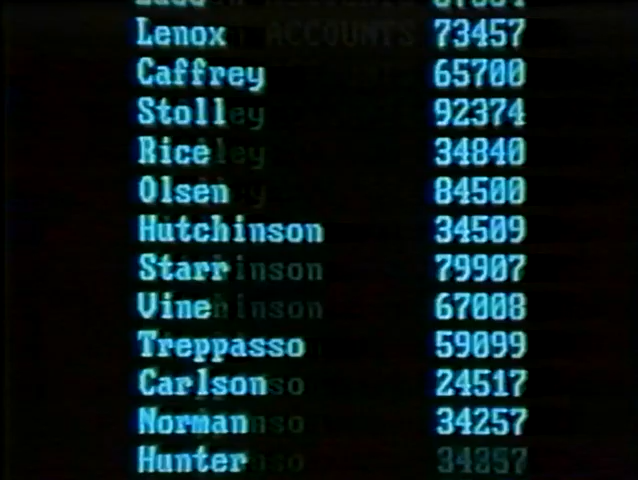 Lenox 73457
Caffrey 65700
Stoll 92374
Rice 34840
Olsen 84500
Hutchinson 34509
Starr 79907
Vine 67008
Treppasso 59099
Carlson 24517
Norman 34257
Hunter